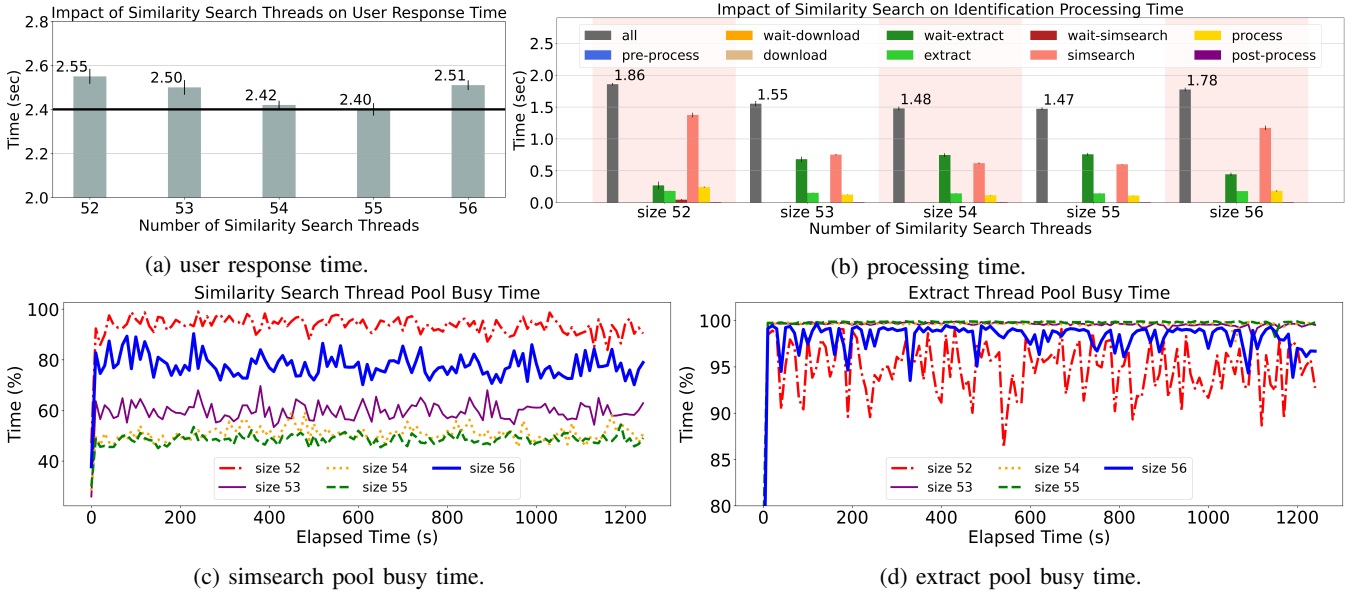 Impact of Similarity Search Threads on User Response Time
Time (sec)
2.8
2.6
2.4
2.2
2.0
2.55
2.50
2.42
2.40
2.51
52 53 54 55 56
Number of Similarity Search Threads
(a) user response time.
Impact of Similarity Search on Identification Processing Time
Time (sec)
2.5
2.0
1.5
1.0
0.5
0.0
all wait-download wait-extract wait-simsearch process
pre-process download extract simsearch post-process
1.86
1.55
1.48
1.47
1.78
size 52 size 53 size 54 size 55 size 56
Number of Similarity Search Threads
(b) processing time.
Similarity Search Thread Pool Busy Time
Time (%)
100
80
60
40
size 52 size 54 size 56
size 53 size 55
0 200 400 600 800 1000 1200
Elapsed Time (s)
(c) simsearch pool busy time.
Extract Thread Pool Busy Time
Time (%)
100
95
90
85
80
size 52 size 54 size 56
size 53 size 55
0 200 400 600 800 1000 1200
Elapsed Time (s)
(d) extract pool busy time.